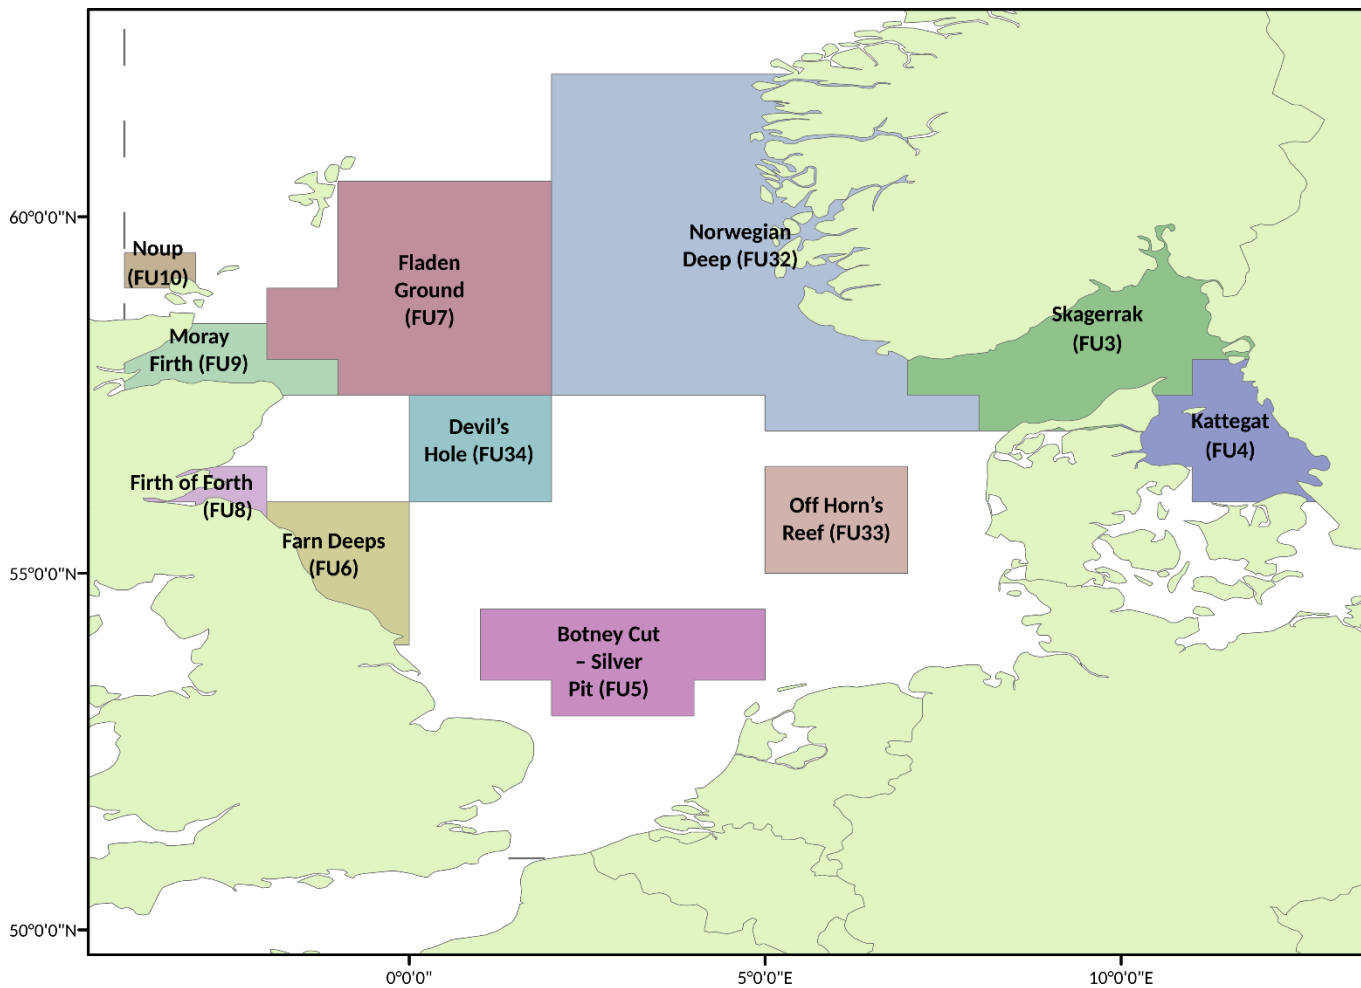 60°0'0"N
Noup
(FU10)
Fladen
Ground
(FU7)
Norwegian
Deep (FU32)
Skagerrak
(FU3)
Moray
Firth (FU9)
Devil’s
Hole (FU34)
Kattegat
(FU4)
Firth of Forth
(FU8)
Off Horn’s
Reef (FU33)
Farn Deeps
(FU6)
55°0'0"N
Botney Cut
– Silver
Pit (FU5)
50°0'0"N
0°0'0"
5°0'0"E
10°0'0"E